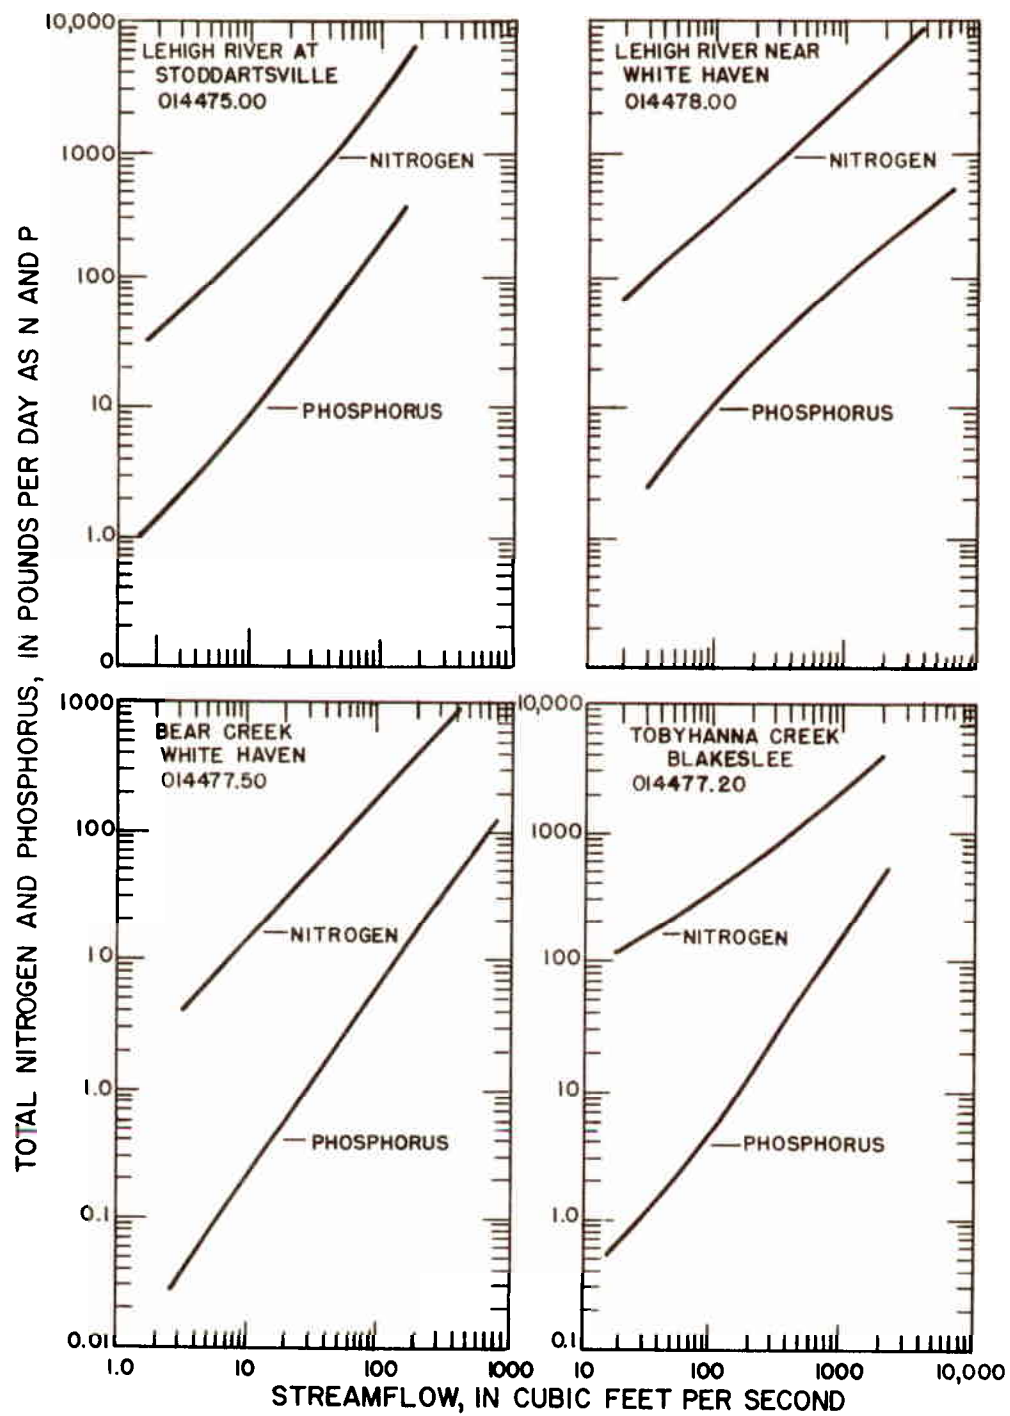 TOTAL NITROGEN AND PHOSPHORUS, IN POUNDS PER DAY AS N AND P
10,000
1000
100
10
1.0
0
LEHIGH RIVER AT
STODDARTSVILLE
014475.00
NITROGEN
PHOSPHORUS
LEHIGH RIVER NEAR
WHITE HAVEN
014478.00
NITROGEN
PHOSPHORUS
1000
100
10
1.0
0.1
0.01
BEAR CREEK
WHITE HAVEN
014477.50
NITROGEN
PHOSPHORUS
1.0 10 100 1000
10,000
1000
100
10
1.0
0.1
TOBYHANNA CREEK
BLAKESLEE
014477.20
NITROGEN
PHOSPHORUS
10 100 1000 10,000
STREAMFLOW, IN CUBIC FEET PER SECOND